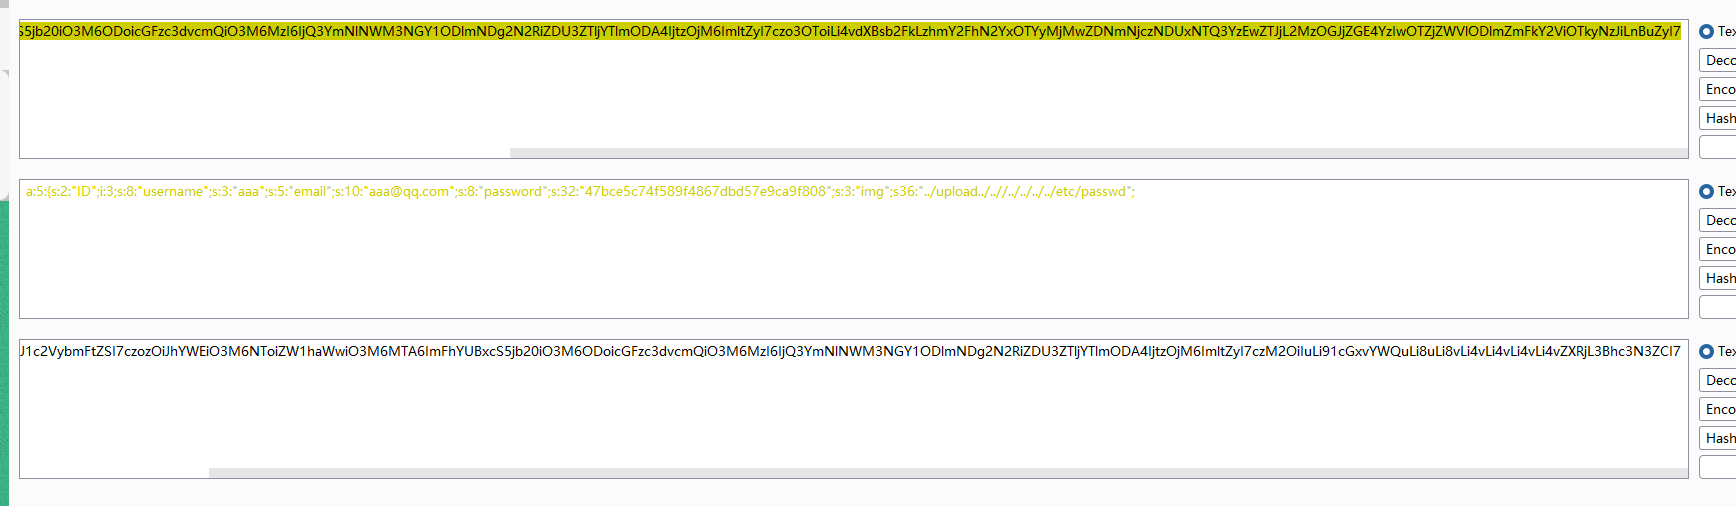 s5jb20iO3M6ODoicGFzc3dvcmQiO3M6MzI6IjQ3YmNlNWM3NGY1ODlmNDg2N2RiZDU3ZTljYTlmODA4IjtzOjM6ImltZyI7czo3OToiLi4vdXBsb2FkLzhmY2FhN2YxOTYyMjMwZDNmNjczNDUxNTQ3YzEwZTJjL2MzOGJjZGE4YzIwOTZjZWVlODlmZmFkY2ViOTkyNzJiLnBuZyI7
Tex
Deco
Enco
Hash
a:5:{s:2:"ID";i:3;s:8:"username";s:3:"aaa";s:5:"email";s:10:"aaa@qq.com";s:8:"password";s:32:"47bce5c74f589f4867dbd57e9ca9f808";s:3:"img";s36:"../upload../..//../../../../etc/passwd";
Tex
Deco
Enco
Hash
J1c2VybmFtZSI7czozOiJhYWEiO3M6NToiZW1haWwiO3M6MTA6ImFhYUBxcS5jb20iO3M6ODoicGFzc3dvcmQiO3M6MzI6IjQ3YmNlNWM3NGY1ODlmNDg2N2RiZDU3ZTljYTlmODA4IjtzOjM6ImltZyI7czM2OiIuLi91cGxvYWQuLi8uLi8vLi4vLi4vLi4vLi4vZXRjL3Bhc3N3ZCI7
Tex
Deco
Enco
Hash